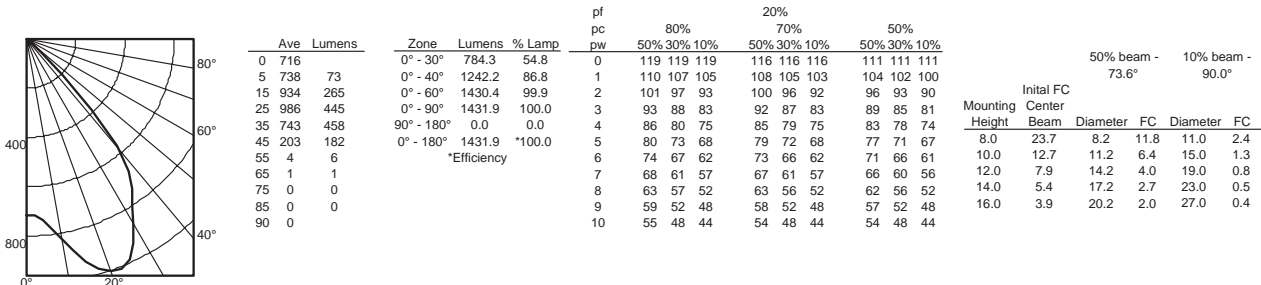 80°
60°
40°
20°
0°
400
800
Ave Lumens
0 716
5 738 73
15 934 265
25 986 445
35 743 458
45 203 182
55 4 6
65 1 1
75 0 0
85 0 0
90 0
Zone Lumens % Lamp
0° - 30° 784.3 54.8
0° - 40° 1242.2 86.8
0° - 60° 1430.4 99.9
0° - 90° 1431.9 100.0
90° - 180° 0.0 0.0
0° - 180° 1431.9 *100.0
*Efficiency
pf 20%
pc 80% 70% 50%
pw 50% 30% 10% 50% 30% 10% 50% 30% 10%
0 119 119 119 116 116 116 111 111 111
1 110 107 105 108 105 103 104 102 100
2 101 97 93 100 96 92 96 93 90
3 93 88 83 92 87 83 89 85 81
4 86 80 75 85 79 75 83 78 74
5 80 73 68 79 72 68 77 71 67
6 74 67 62 73 66 62 71 66 61
7 68 61 57 67 61 57 66 60 56
8 63 57 52 63 56 52 62 56 52
9 59 52 48 58 52 48 57 52 48
10 55 48 44 54 48 44 54 48 44
50% beam - 10% beam -
73.6° 90.0°
Inital FC
Mounting Center
Height Beam Diameter FC Diameter FC
8.0 23.7 8.2 11.8 11.0 2.4
10.0 12.7 11.2 6.4 15.0 1.3
12.0 7.9 14.2 4.0 19.0 0.8
14.0 5.4 17.2 2.7 23.0 0.5
16.0 3.9 20.2 2.0 27.0 0.4